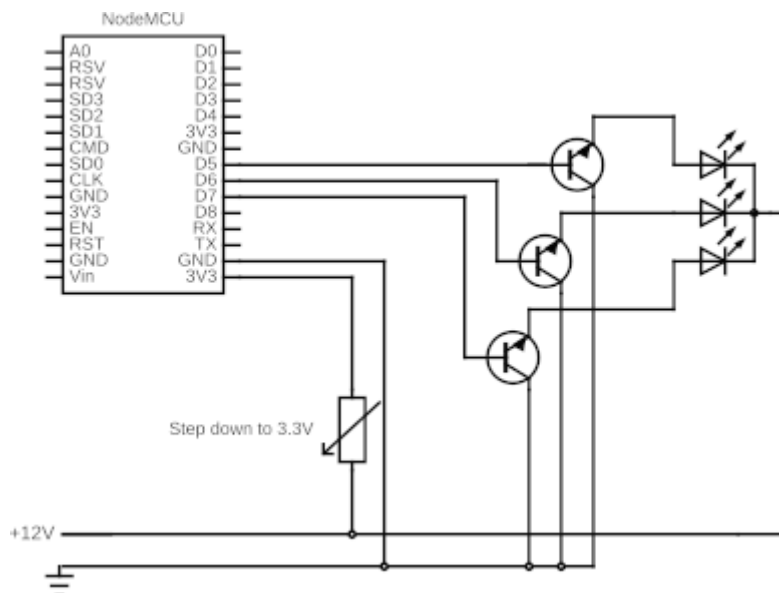 NodeMCU
A0 D0
RSV D1
RSV D2
SD3 D3
SD2 D4
SD1 3V3
CMD GND
SD0 D5
CLK D6
GND D7
3V3 D8
EN RX
RST TX
GND GND
Vin 3V3
Step down to 3.3V
+12V